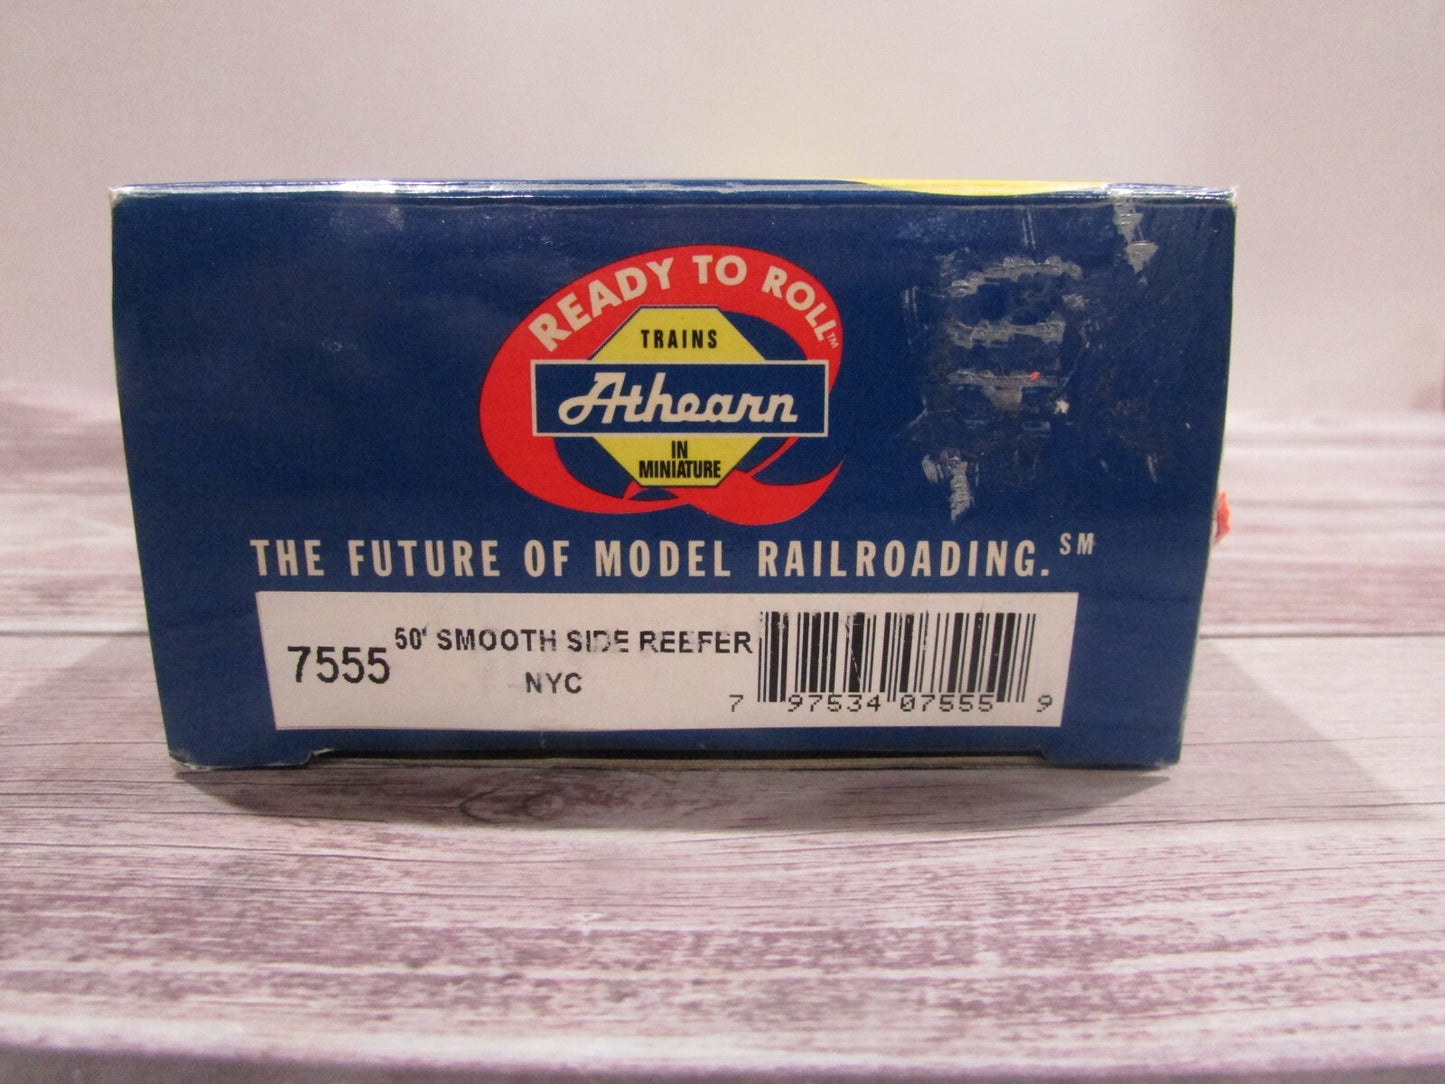 READY TO ROLL™
TRAINS
Athearn
IN
MINIATURE
THE FUTURE OF MODEL RAILROADING.℠
7555
50' SMOOTH SIDE REEFER
NYC
7 97534 07555 9